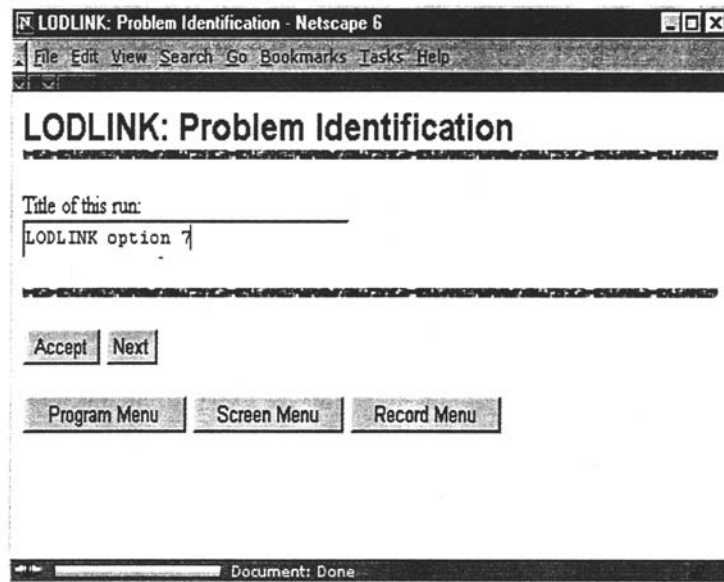 LODLINK: Problem Identification - Netscape 6
File Edit View Search Go Bookmarks Tasks Help
LODLINK: Problem Identification
Title of this run:
LODLINK option 7
Accept Next
Program Menu Screen Menu Record Menu
Document: Done